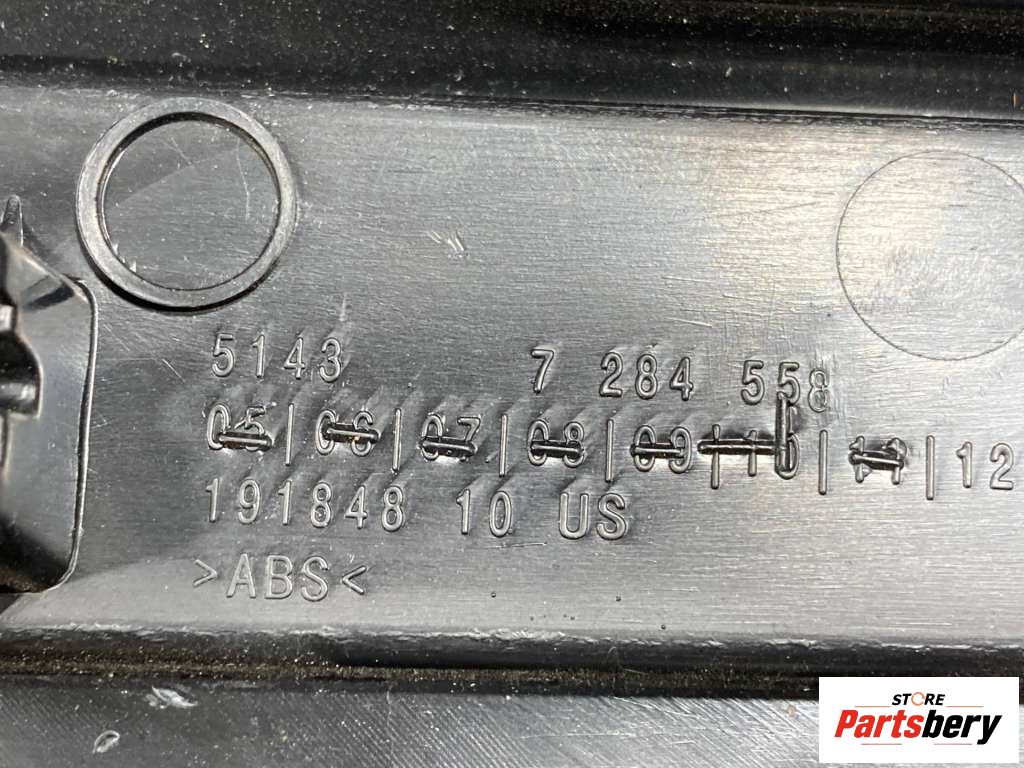 5143 7 284 558
05|06|07|08|09|10|11|12
191848 10 US
>ABS<
STORE
Partsbery